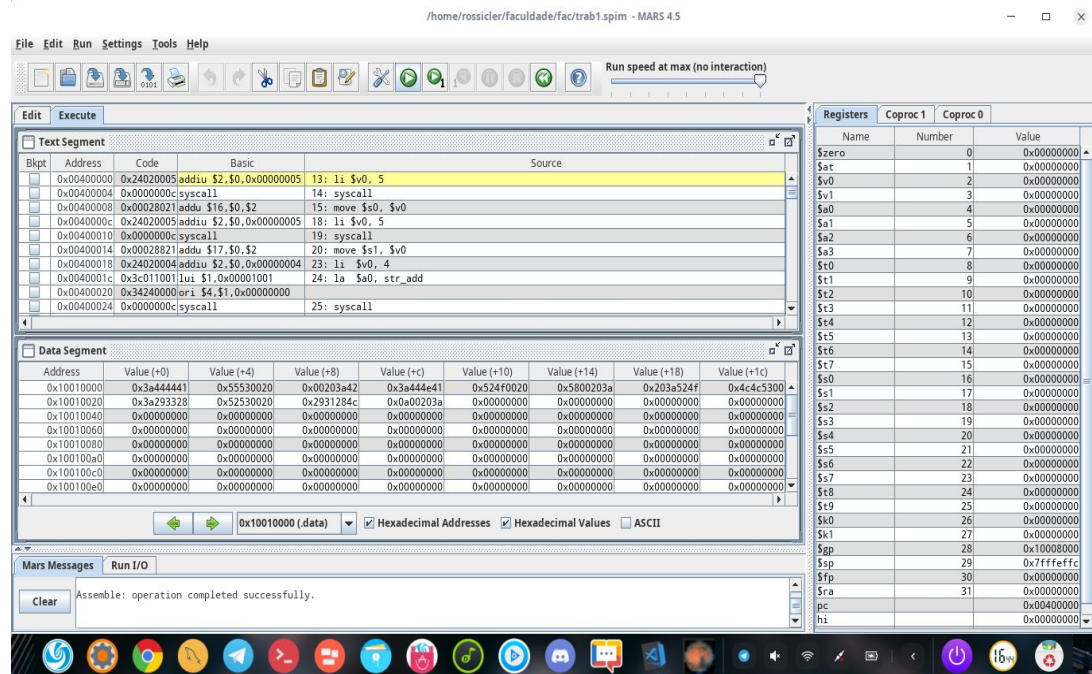 /home/rossicler/faculdade/fac/trab1.spim - MARS 4.5
File Edit Run Settings Tools Help
Run speed at max (no interaction)
Edit Execute
Text Segment
Bkpt Address Code Basic Source
0x00400000 0x24020005 addiu $2,$0,0x00000005 13: li $v0, 5
0x00400004 0x0000000c syscall 14: syscall
0x00400008 0x00028021 addu $16,$0,$2 15: move $s0, $v0
0x0040000c 0x24020005 addiu $2,$0,0x00000005 18: li $v0, 5
0x00400010 0x0000000c syscall 19: syscall
0x00400014 0x00028821 addu $17,$0,$2 20: move $s1, $v0
0x00400018 0x24020004 addiu $2,$0,0x00000004 23: li $v0, 4
0x0040001c 0x3c011001 lui $1,0x00001001 24: la $a0, str_add
0x00400020 0x34240000 ori $4,$1,0x00000000
0x00400024 0x0000000c syscall 25: syscall
Data Segment
Address Value (+0) Value (+4) Value (+8) Value (+c) Value (+10) Value (+14) Value (+18) Value (+1c)
0x10010000 0x3a444441 0x55530020 0x00203a42 0x3a444e41 0x524f0020 0x5800203a 0x203a524f 0x4c4c5300
0x10010020 0x3a293328 0x52530020 0x2931284c 0x0a00203a 0x00000000 0x00000000 0x00000000 0x00000000
0x10010040 0x00000000 0x00000000 0x00000000 0x00000000 0x00000000 0x00000000 0x00000000 0x00000000
0x10010060 0x00000000 0x00000000 0x00000000 0x00000000 0x00000000 0x00000000 0x00000000 0x00000000
0x10010080 0x00000000 0x00000000 0x00000000 0x00000000 0x00000000 0x00000000 0x00000000 0x00000000
0x100100a0 0x00000000 0x00000000 0x00000000 0x00000000 0x00000000 0x00000000 0x00000000 0x00000000
0x100100c0 0x00000000 0x00000000 0x00000000 0x00000000 0x00000000 0x00000000 0x00000000 0x00000000
0x100100e0 0x00000000 0x00000000 0x00000000 0x00000000 0x00000000 0x00000000 0x00000000 0x00000000
0x10010000 (.data) Hexadecimal Addresses Hexadecimal Values ASCII
Mars Messages Run I/O
Assemble: operation completed successfully.
Clear
Registers Coproc 1 Coproc 0
Name Number Value
$zero 0 0x00000000
$at 1 0x00000000
$v0 2 0x00000000
$v1 3 0x00000000
$a0 4 0x00000000
$a1 5 0x00000000
$a2 6 0x00000000
$a3 7 0x00000000
$t0 8 0x00000000
$t1 9 0x00000000
$t2 10 0x00000000
$t3 11 0x00000000
$t4 12 0x00000000
$t5 13 0x00000000
$t6 14 0x00000000
$t7 15 0x00000000
$s0 16 0x00000000
$s1 17 0x00000000
$s2 18 0x00000000
$s3 19 0x00000000
$s4 20 0x00000000
$s5 21 0x00000000
$s6 22 0x00000000
$s7 23 0x00000000
$t8 24 0x00000000
$t9 25 0x00000000
$k0 26 0x00000000
$k1 27 0x00000000
$gp 28 0x10008000
$sp 29 0x7fffeffc
$fp 30 0x00000000
$ra 31 0x00000000
pc 0x00400000
hi 0x00000000